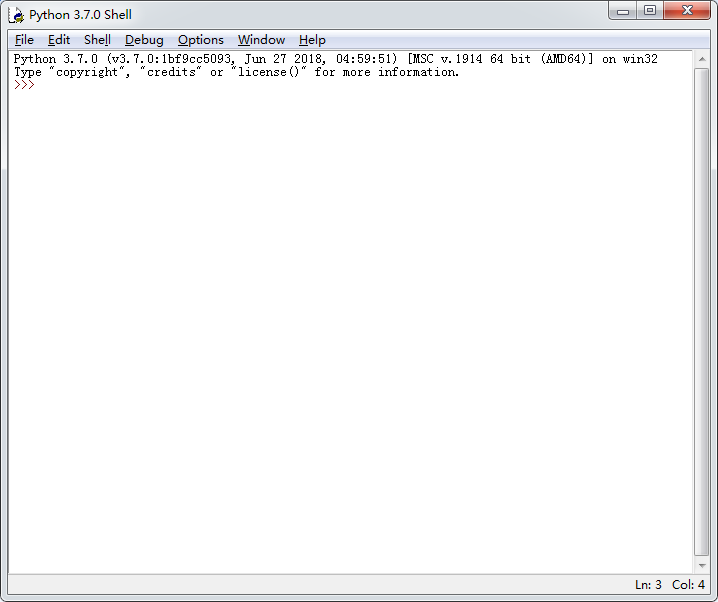 Python 3.7.0 Shell
File Edit Shell Debug Options Window Help
Python 3.7.0 (v3.7.0:1bf9cc5093, Jun 27 2018, 04:59:51) [MSC v.1914 64 bit (AMD64)] on win32
Type "copyright", "credits" or "license()" for more information.
>>>
Ln: 3 Col: 4